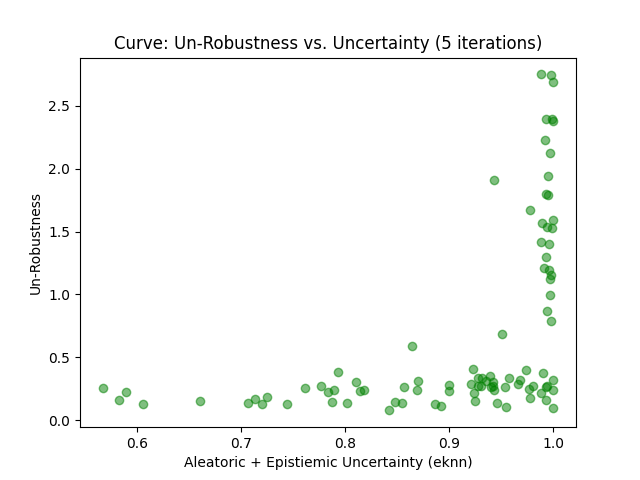 Curve: Un-Robustness vs. Uncertainty (5 iterations)
Un-Robustness
2.5
2.0
1.5
1.0
0.5
0.0
0.6 0.7 0.8 0.9 1.0
Aleatoric + Epistiemic Uncertainty (eknn)